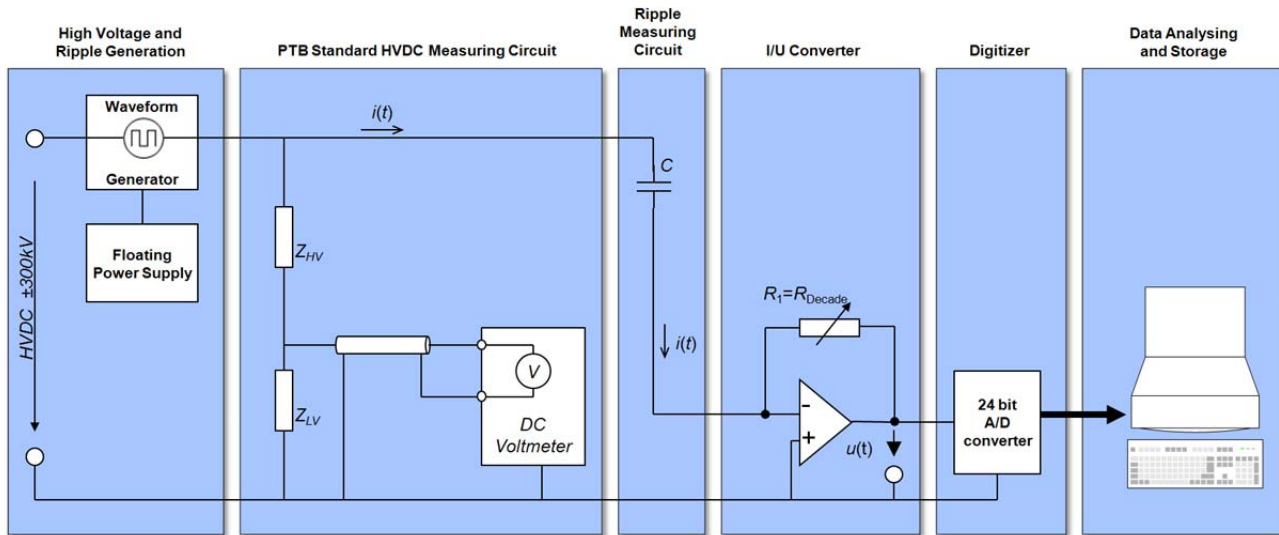 High Voltage and
Ripple Generation
PTB Standard HVDC Measuring Circuit
Ripple
Measuring
Circuit
I/U Converter
Digitizer
Data Analysing
and Storage
Waveform
Generator
Floating
Power Supply
HVDC ±300kV
i(t)
Z_HV
Z_LV
V
DC
Voltmeter
C
i(t)
R₁=R_Decade
-
+
u(t)
24 bit
A/D
converter